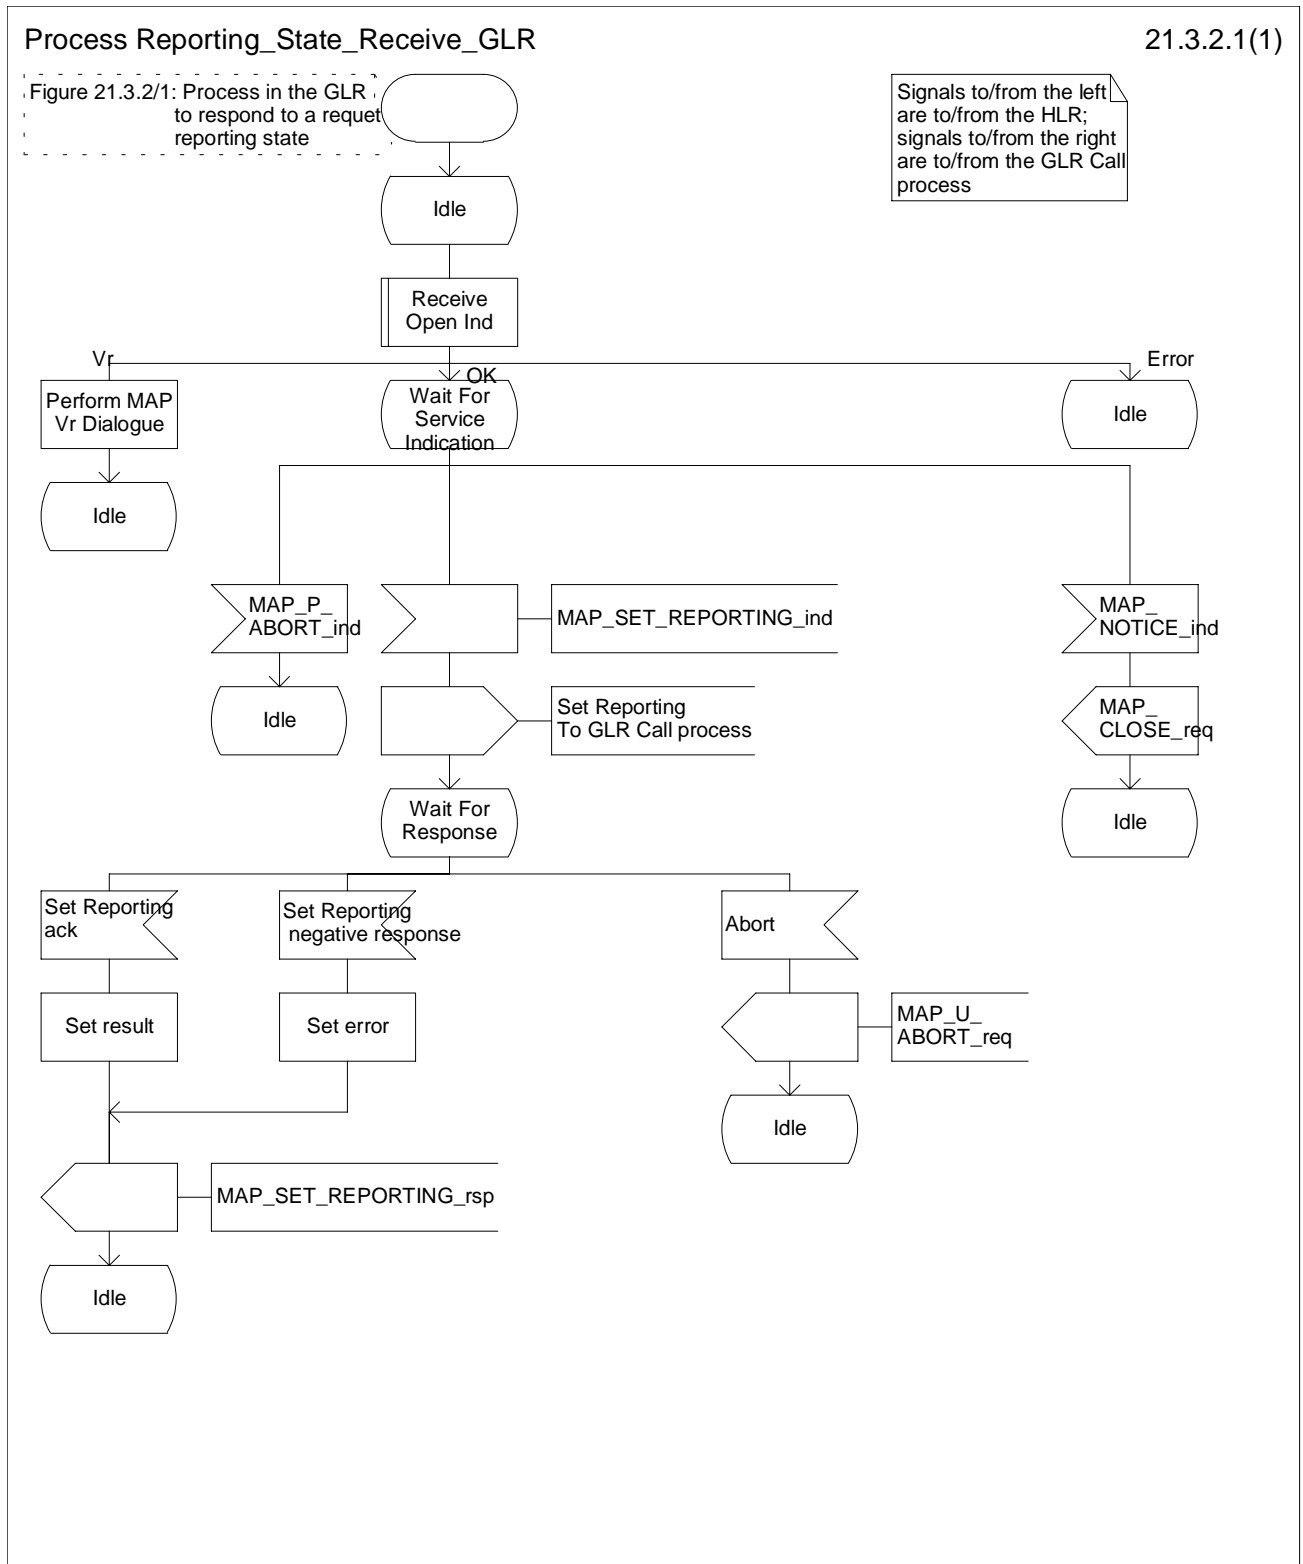 Process Reporting_State_Receive_GLR
21.3.2.1(1)
Figure 21.3.2/1: Process in the GLR
to respond to a requet
reporting state
Signals to/from the left
are to/from the HLR;
signals to/from the right
are to/from the GLR Call
process
Idle
Receive
Open Ind
Vr
OK
Error
Perform MAP
Vr Dialogue
Wait For
Service
Indication
Idle
Idle
MAP_P_
ABORT_ind
MAP_SET_REPORTING_ind
MAP_
NOTICE_ind
Idle
Set Reporting
To GLR Call process
MAP_
CLOSE_req
Wait For
Response
Idle
Set Reporting
ack
Set Reporting
negative response
Abort
Set result
Set error
MAP_U_
ABORT_req
Idle
MAP_SET_REPORTING_rsp
Idle